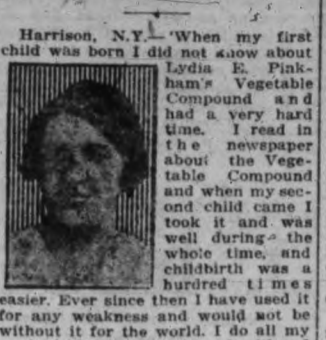 Harrison, N.Y.—'When my first
child was born I did not know about
Lydia E. Pink-
ham's Vegetable
Compound and
had a very hard
time. I read in
the newspaper
about the Vege-
table Compound
and when my sec-
ond child came I
took it and was
well during the
whole time, and
childbirth was a
hurdred times
easier. Ever since then I have used it
for any weakness and would not be
without it for the world. I do all my